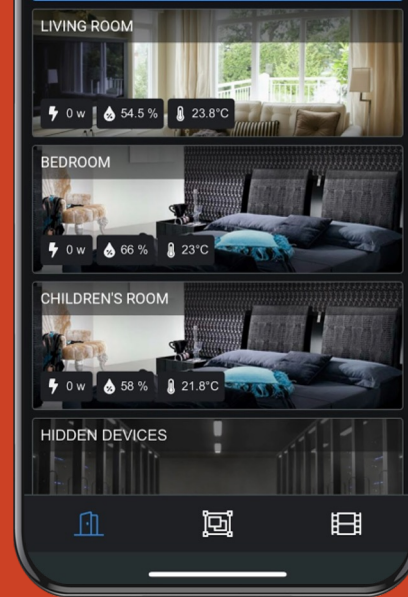 LIVING ROOM
0 w 54.5 % 23.8°C
BEDROOM
0 w 66 % 23°C
CHILDREN'S ROOM
0 w 58 % 21.8°C
HIDDEN DEVICES